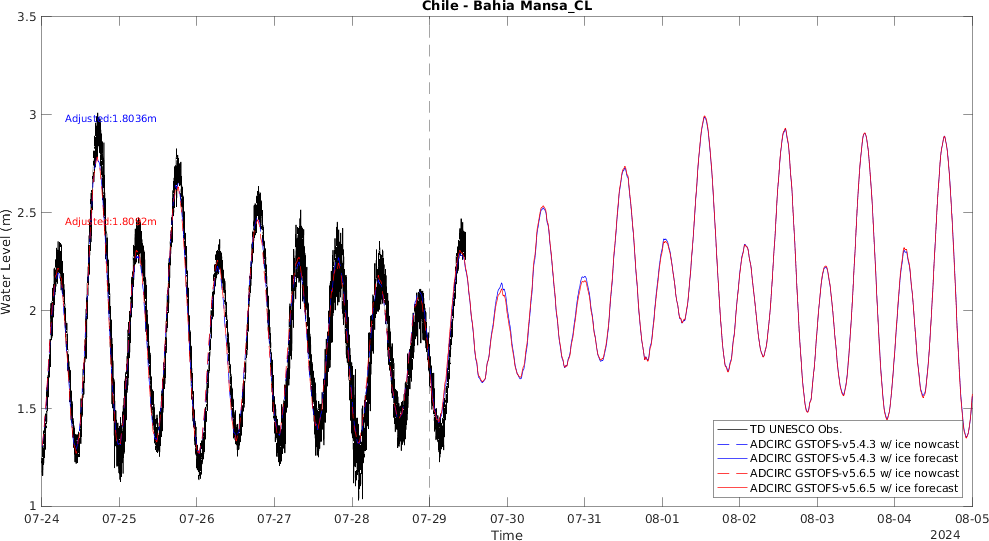 Chile - Bahia Mansa_CL
3.5
3
2.5
2
1.5
1
Water Level (m)
Adjusted:1.8036m
Adjusted:1.8092m
TD UNESCO Obs.
ADCIRC GSTOFS-v5.4.3 w/ ice nowcast
ADCIRC GSTOFS-v5.4.3 w/ ice forecast
ADCIRC GSTOFS-v5.6.5 w/ ice nowcast
ADCIRC GSTOFS-v5.6.5 w/ ice forecast
07-24 07-25 07-26 07-27 07-28 07-29 07-30 07-31 08-01 08-02 08-03 08-04 08-05
Time
2024